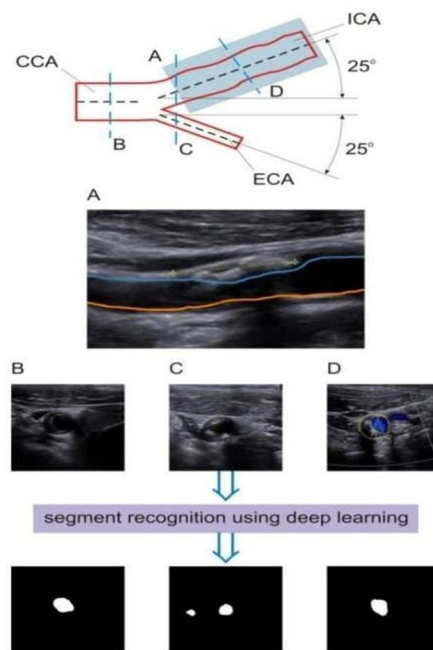 ICA
A
CCA
25°
D
B
C
25°
ECA
A
B
C
D
segment recognition using deep learning